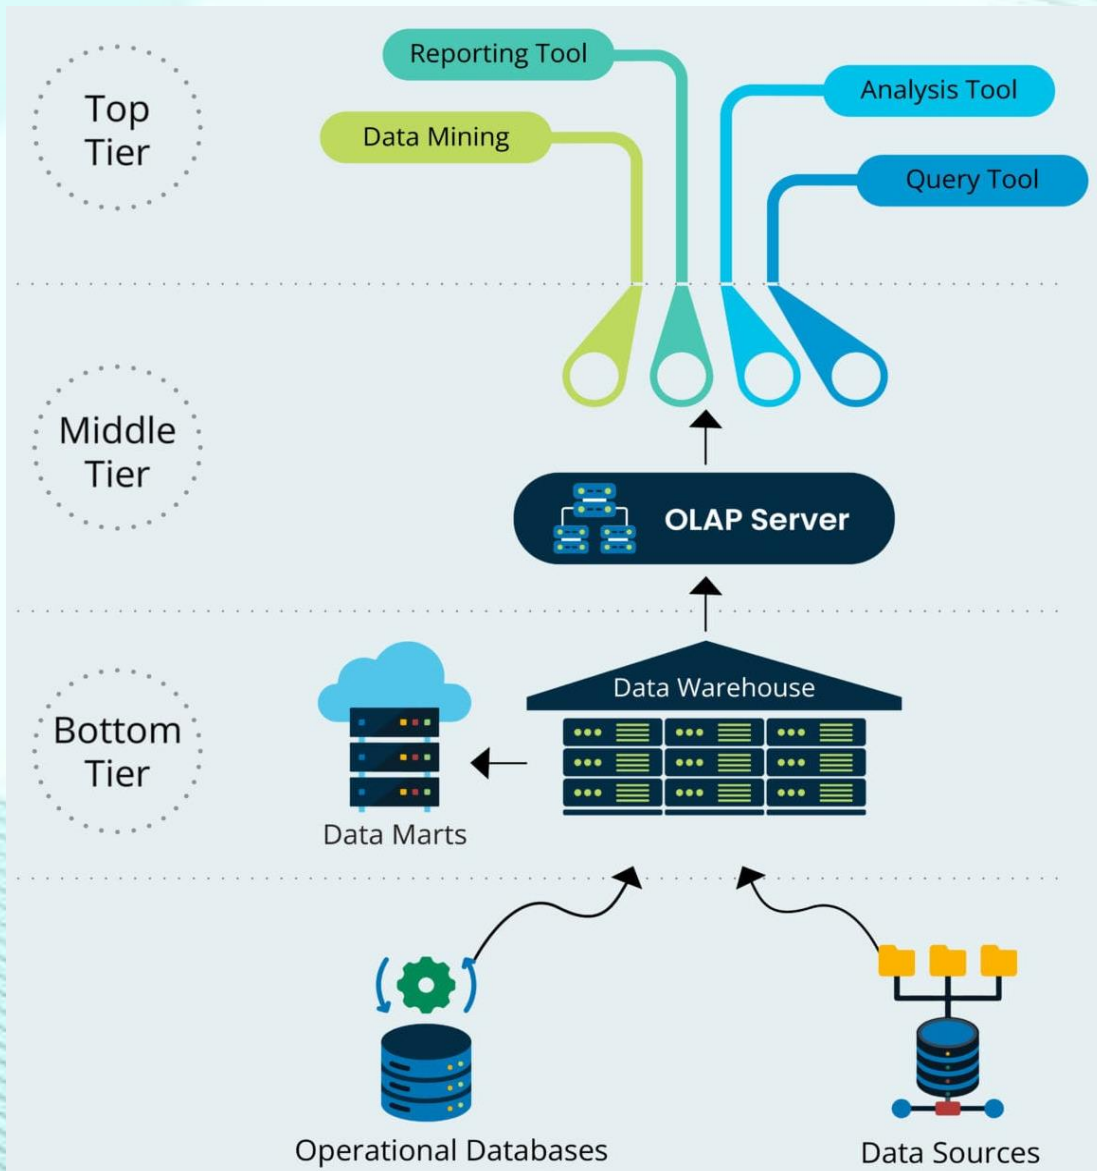 Top
Tier
Reporting Tool
Data Mining
Analysis Tool
Query Tool
Middle
Tier
OLAP Server
Bottom
Tier
Data Warehouse
Data Marts
Operational Databases
Data Sources